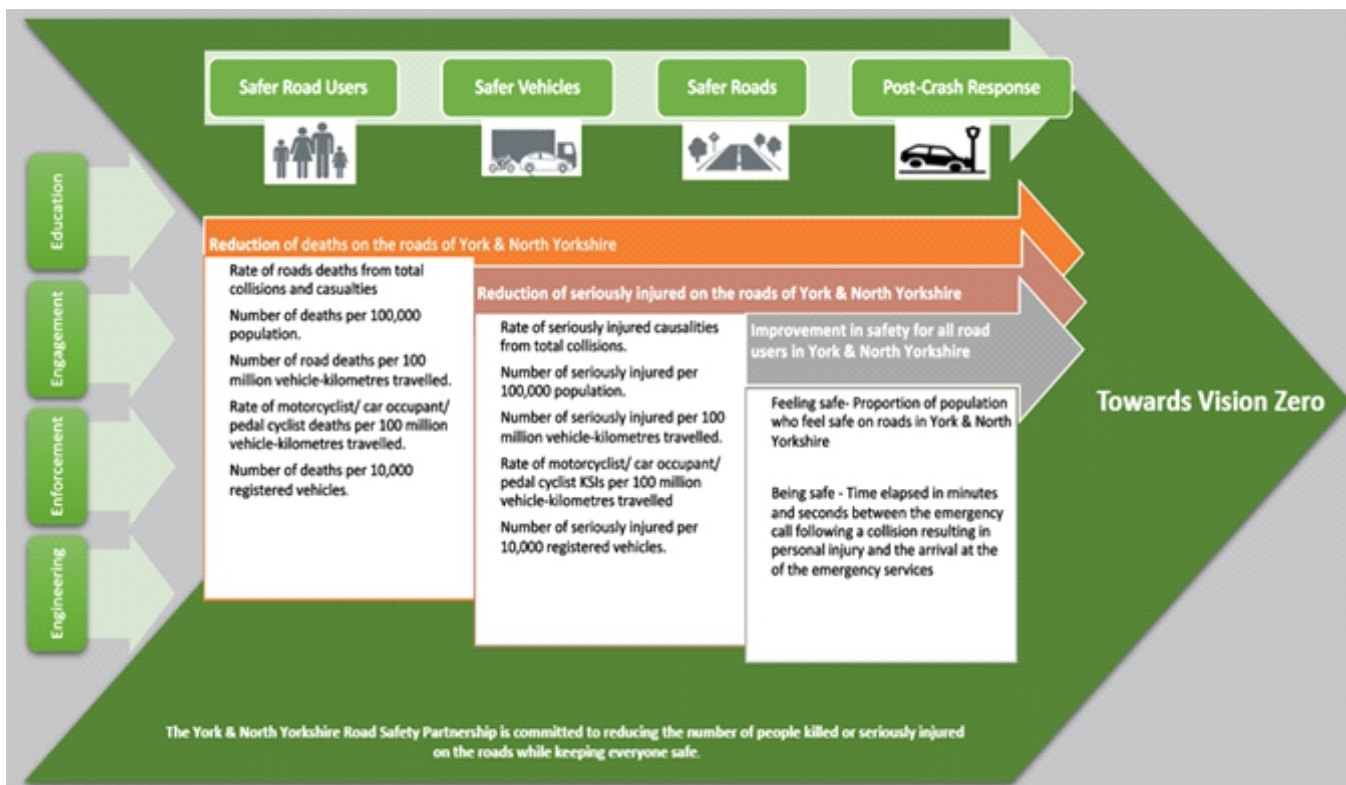 Safer Road Users
Safer Vehicles
Safer Roads
Post-Crash Response
Education
Engagement
Enforcement
Engineering
Reduction of deaths on the roads of York & North Yorkshire
Rate of roads deaths from total
collisions and casualties
Number of deaths per 100,000
population.
Number of road deaths per 100
million vehicle-kilometres travelled.
Rate of motorcyclist/ car occupant/
pedal cyclist deaths per 100 million
vehicle-kilometres travelled.
Number of deaths per 10,000
registered vehicles.
Reduction of seriously injured on the roads of York & North Yorkshire
Rate of seriously injured causalities
from total collisions.
Number of seriously injured per
100,000 population.
Number of seriously injured per 100
million vehicle-kilometres travelled.
Rate of motorcyclist/ car occupant/
pedal cyclist KSIs per 100 million
vehicle-kilometres travelled
Number of seriously injured per
10,000 registered vehicles.
Improvement in safety for all road
users in York & North Yorkshire
Feeling safe- Proportion of population
who feel safe on roads in York & North
Yorkshire
Being safe - Time elapsed in minutes
and seconds between the emergency
call following a collision resulting in
personal injury and the arrival at the
of the emergency services
Towards Vision Zero
The York & North Yorkshire Road Safety Partnership is committed to reducing the number of people killed or seriously injured
on the roads while keeping everyone safe.